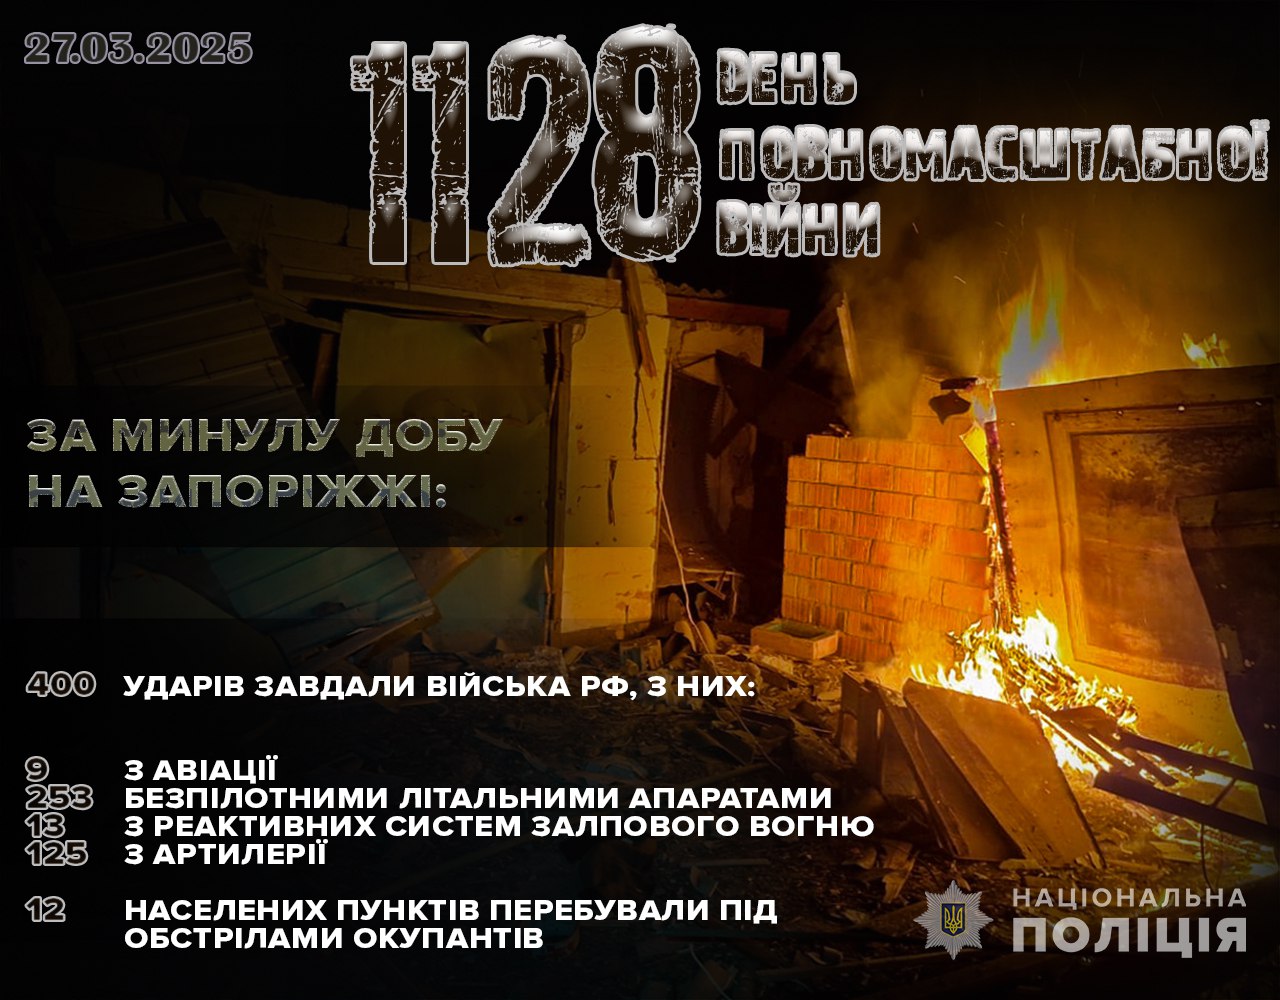 27.03.2025
1128 ДЕНЬ
ПОВНОМАСШТАБНОЇ
ВІЙНИ
ЗА МИНУЛУ ДОБУ
НА ЗАПОРІЖЖІ:
400 УДАРІВ ЗАВДАЛИ ВІЙСЬКА РФ, З НИХ:
9 З АВІАЦІЇ
253 БЕЗПІЛОТНИМИ ЛІТАЛЬНИМИ АПАРАТАМИ
13 З РЕАКТИВНИХ СИСТЕМ ЗАЛПОВОГО ВОГНЮ
125 З АРТИЛЕРІЇ
12 НАСЕЛЕНИХ ПУНКТІВ ПЕРЕБУВАЛИ ПІД
ОБСТРІЛАМИ ОКУПАНТІВ
НАЦІОНАЛЬНА
ПОЛІЦІЯ